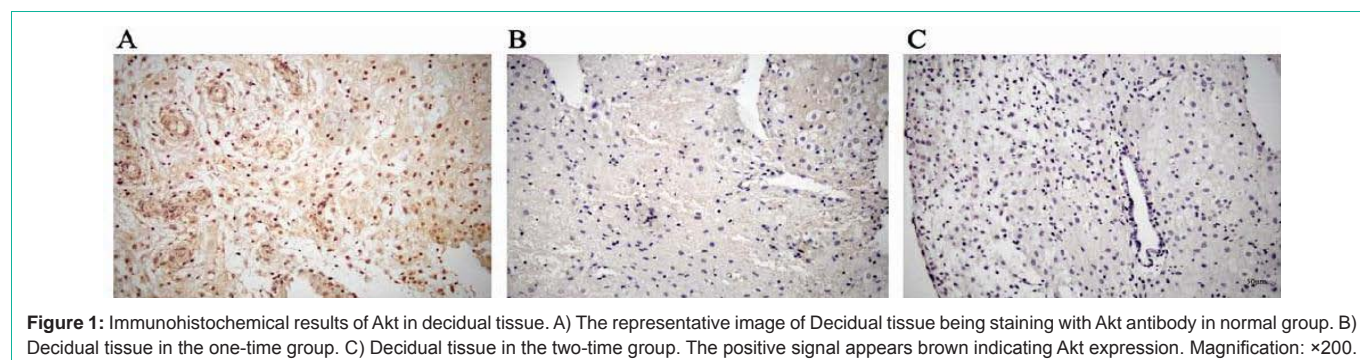 A
B
C
50μm
Figure 1: Immunohistochemical results of Akt in decidual tissue. A) The representative image of Decidual tissue being staining with Akt antibody in normal group. B)
Decidual tissue in the one-time group. C) Decidual tissue in the two-time group. The positive signal appears brown indicating Akt expression. Magnification: ×200.